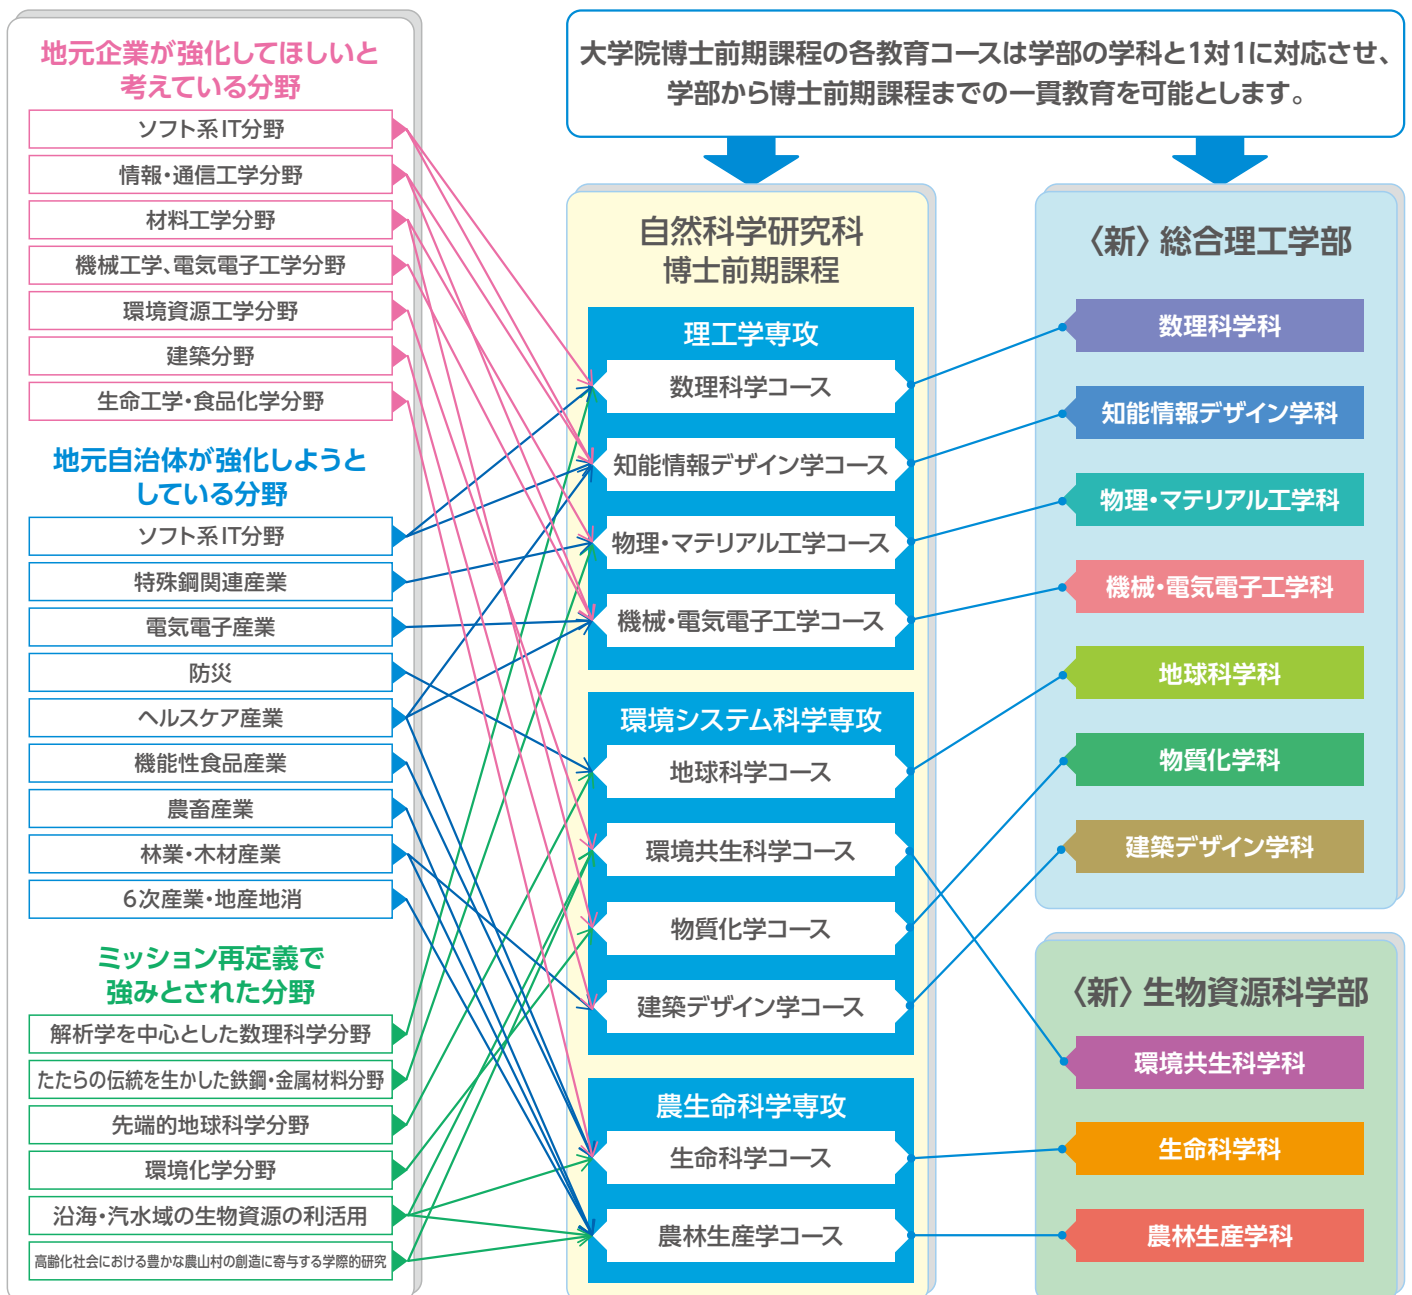 地元企業が強化してほしいと
考えている分野
ソフト系IT分野
情報・通信工学分野
材料工学分野
機械工学、電気電子工学分野
環境資源工学分野
建築分野
生命工学・食品化学分野
地元自治体が強化しようと
している分野
ソフト系IT分野
特殊鋼関連産業
電気電子産業
防災
ヘルスケア産業
機能性食品産業
農畜産業
林業・木材産業
6次産業・地産地消
ミッション再定義で
強みとされた分野
解析学を中心とした数理科学分野
たたらの伝統を生かした鉄鋼・金属材料分野
先端的地球科学分野
環境化学分野
沿海・汽水域の生物資源の利活用
高齢化社会における豊かな農山村の創造に寄与する学際的研究
大学院博士前期課程の各教育コースは学部の学科と1対1に対応させ、
学部から博士前期課程までの一貫教育を可能とします。
自然科学研究科
博士前期課程
理工学専攻
数理科学コース
知能情報デザイン学コース
物理・マテリアル工学コース
機械・電気電子工学コース
環境システム科学専攻
地球科学コース
環境共生科学コース
物質化学コース
建築デザイン学コース
農生命科学専攻
生命科学コース
農林生産学コース
〈新〉総合理工学部
数理科学科
知能情報デザイン学科
物理・マテリアル工学科
機械・電気電子工学科
地球科学科
物質化学科
建築デザイン学科
〈新〉生物資源科学部
環境共生科学科
生命科学科
農林生産学科